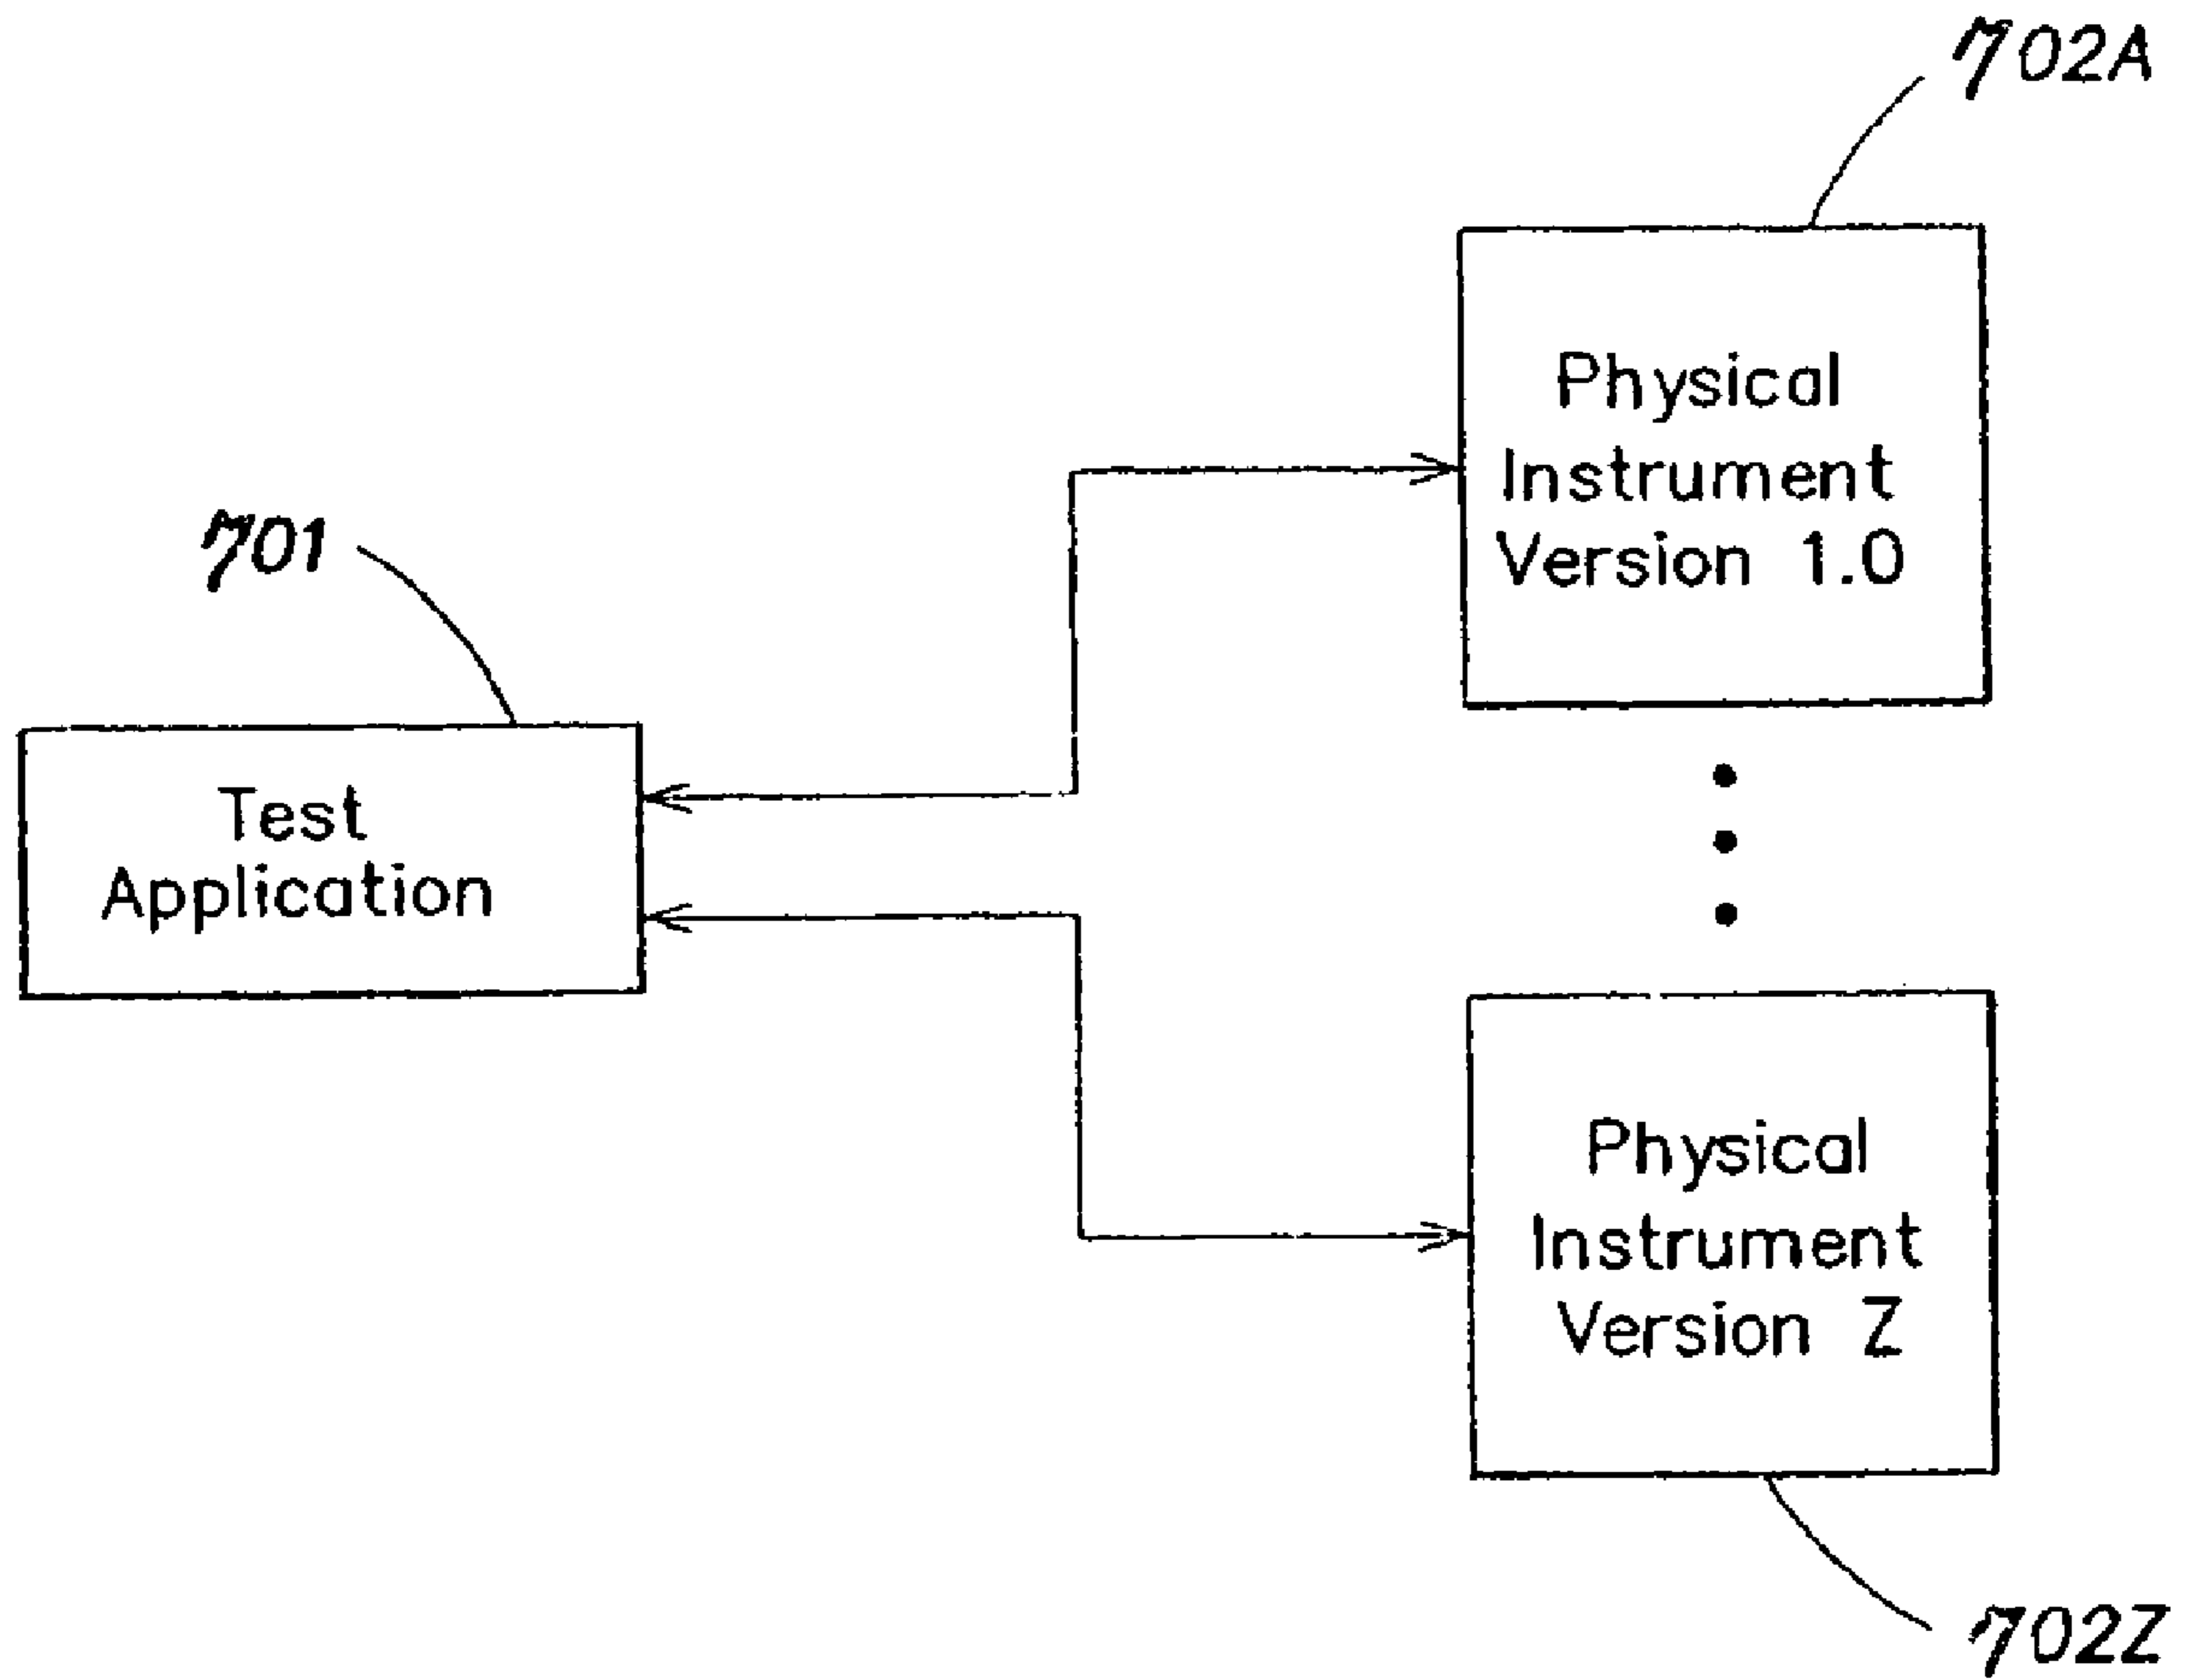 702A
Physical
Instrument
Version 1.0
701
Test
Application
Physical
Instrument
Version Z
702Z